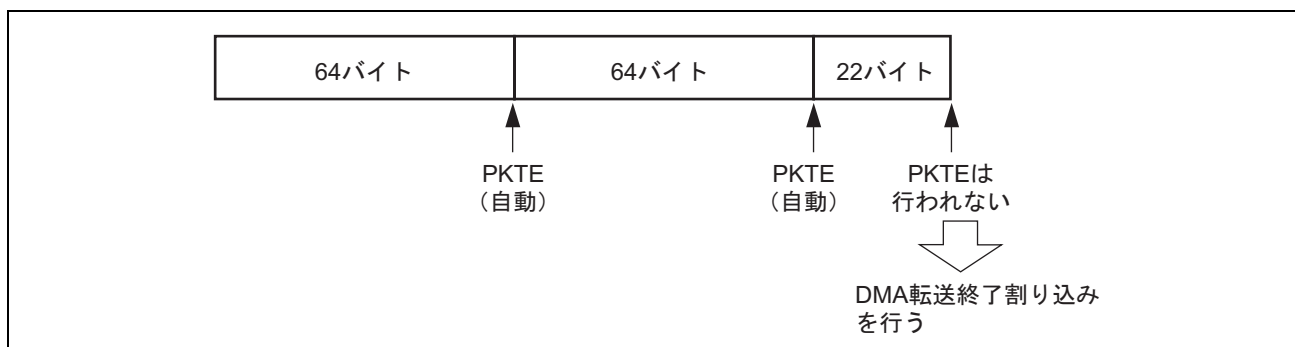 64バイト
64バイト
22バイト
PKTE
（自動）
PKTE
（自動）
PKTEは
行われない
DMA転送終了割り込み
を行う